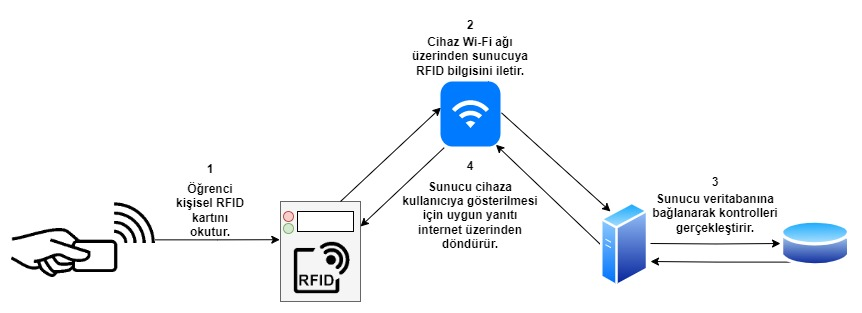 1
Öğrenci
kişisel RFID
kartını
okutur.
2
Cihaz Wi-Fi ağı
üzerinden sunucuya
RFID bilgisini iletir.
3
Sunucu veritabanına
bağlanarak kontrolleri
gerçekleştirir.
4
Sunucu cihaza
kullanıcıya gösterilmesi
için uygun yanıtı
internet üzerinden
döndürür.
RFID